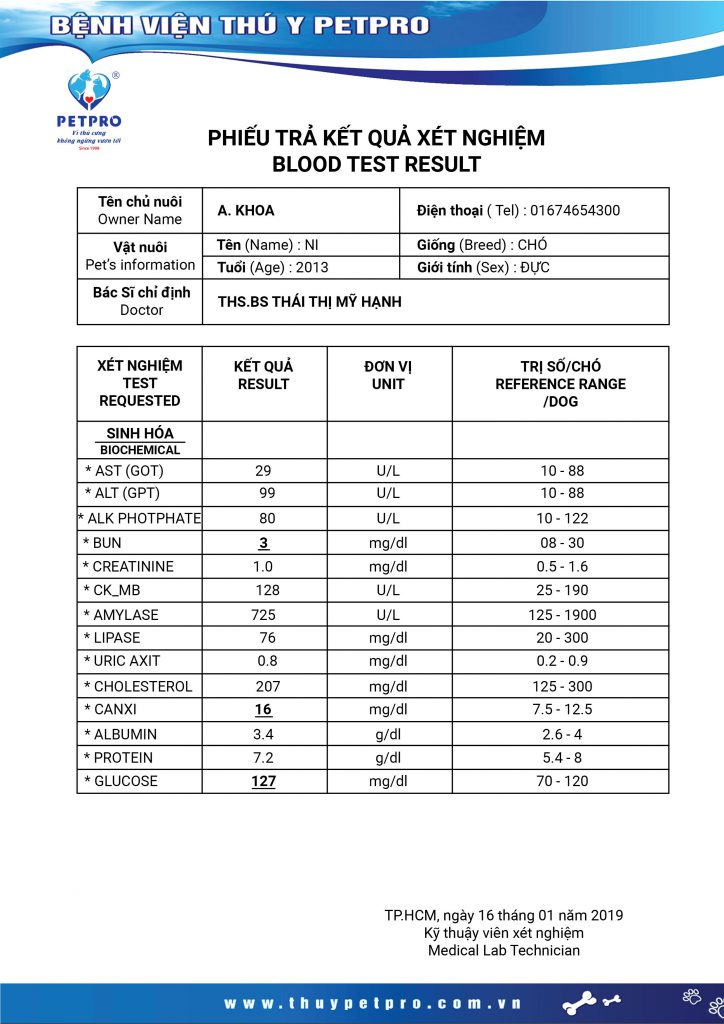 BỆNH VIỆN THÚ Y PETPRO
®
PETPRO
Vì thú cưng
không ngừng vươn tới
Since 1998
PHIẾU TRẢ KẾT QUẢ XÉT NGHIỆM
BLOOD TEST RESULT
Tên chủ nuôi
Owner Name
A. KHOA
Điện thoại ( Tel) : 01674654300
Vật nuôi
Pet's information
Tên (Name) : NI
Giống (Breed) : CHÓ
Tuổi (Age) : 2013
Giới tính (Sex) : ĐỰC
Bác Sĩ chỉ định
Doctor
THS.BS THÁI THỊ MỸ HẠNH
XÉT NGHIỆM
TEST
REQUESTED
KẾT QUẢ
RESULT
ĐƠN VỊ
UNIT
TRỊ SỐ/CHÓ
REFERENCE RANGE
/DOG
SINH HÓA
BIOCHEMICAL
* AST (GOT) 29 U/L 10 - 88
* ALT (GPT) 99 U/L 10 - 88
* ALK PHOTPHATE 80 U/L 10 - 122
* BUN 3 mg/dl 08 - 30
* CREATININE 1.0 mg/dl 0.5 - 1.6
* CK_MB 128 U/L 25 - 190
* AMYLASE 725 U/L 125 - 1900
* LIPASE 76 mg/dl 20 - 300
* URIC AXIT 0.8 mg/dl 0.2 - 0.9
* CHOLESTEROL 207 mg/dl 125 - 300
* CANXI 16 mg/dl 7.5 - 12.5
* ALBUMIN 3.4 g/dl 2.6 - 4
* PROTEIN 7.2 g/dl 5.4 - 8
* GLUCOSE 127 mg/dl 70 - 120
TP.HCM, ngày 16 tháng 01 năm 2019
Kỹ thuậy viên xét nghiệm
Medical Lab Technician
www.thuypetpro.com.vn